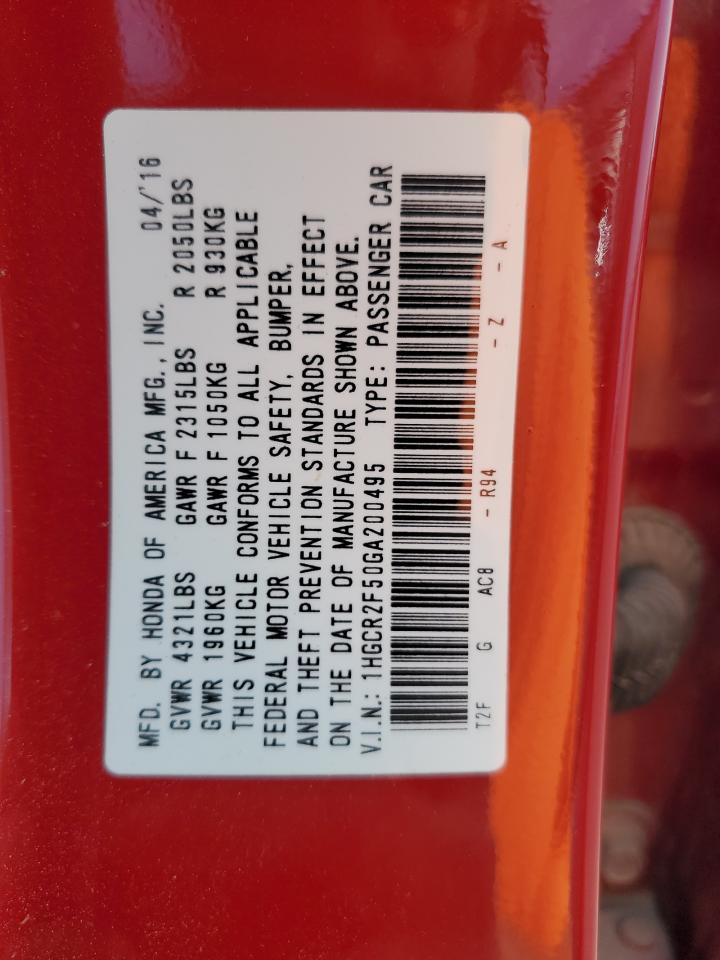 MFD. BY HONDA OF AMERICA MFG., INC. 04/'16
GVWR 4321LBS GAWR F 2315LBS R 2050LBS
GVWR 1960KG GAWR F 1050KG R 930KG
THIS VEHICLE CONFORMS TO ALL APPLICABLE
FEDERAL MOTOR VEHICLE SAFETY, BUMPER,
AND THEFT PREVENTION STANDARDS IN EFFECT
ON THE DATE OF MANUFACTURE SHOWN ABOVE.
V.I.N.: 1HGCR2F50GA200495 TYPE: PASSENGER CAR
T2F G AC8 - R94 - Z - A